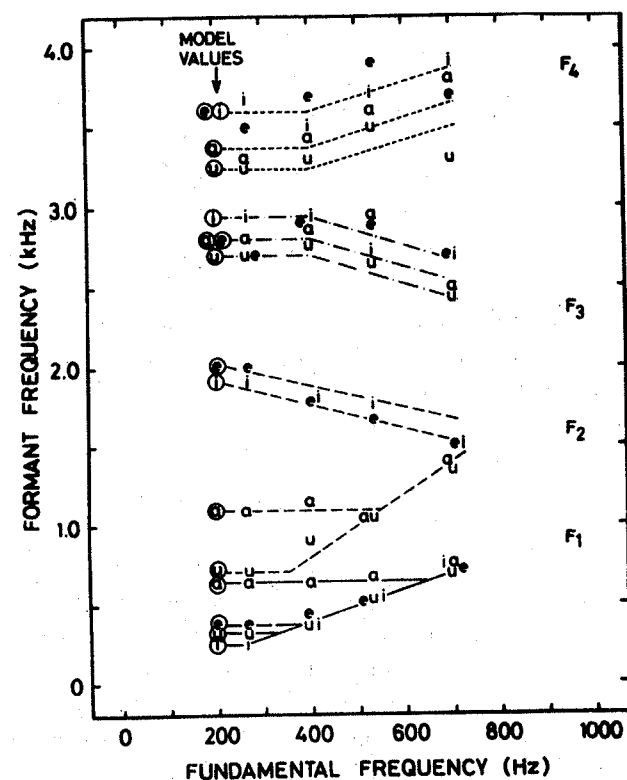 MODEL
VALUES
4.0
3.0
2.0
1.0
0
FORMANT FREQUENCY (kHz)
F4
F3
F2
F1
e i i e i e i e i a e
a a a a
u u u u u
i i i e i e e i
a e a a a i a
u u e u u u
e e i e i e i
i i a u
a a a a u
u u u
a a a a i a u e
e e e e u i
u u u i
i i
0 200 400 600 800 1000
FUNDAMENTAL FREQUENCY (Hz)